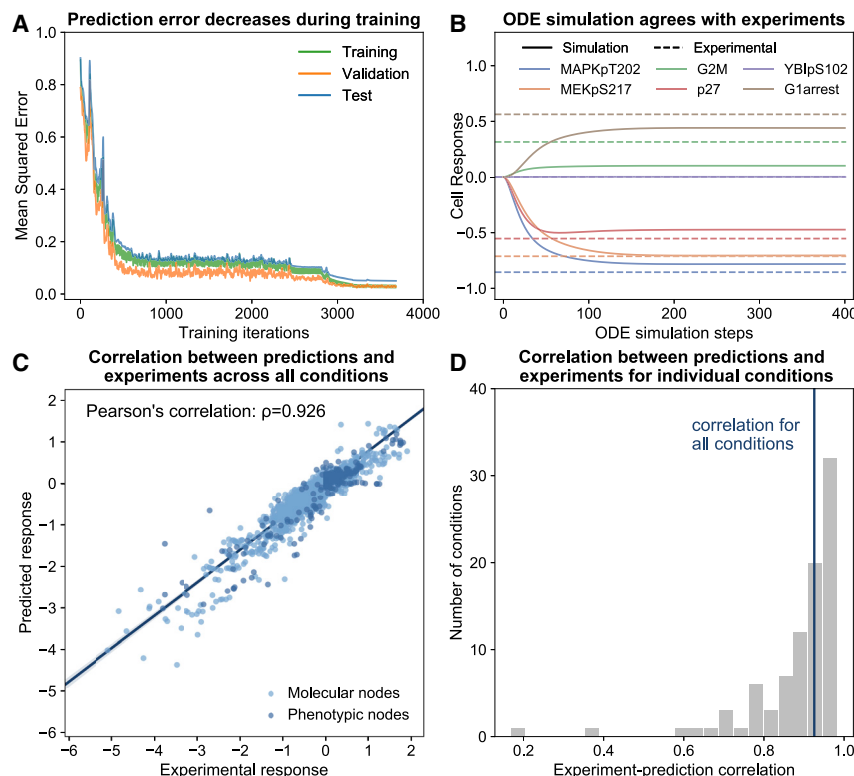 A
Prediction error decreases during training
1.0
0.8
0.6
0.4
0.2
0.0
Mean Squared Error
Training
Validation
Test
0
1000
2000
3000
4000
Training iterations
B
ODE simulation agrees with experiments
Simulation
Experimental
MAPKpT202
G2M
YBIpS102
MEKpS217
p27
G1arrest
1.0
0.5
0.0
−0.5
−1.0
Cell Response
0
100
200
300
400
ODE simulation steps
C
Correlation between predictions and
experiments across all conditions
Pearson's correlation: ρ=0.926
2
1
0
−1
−2
−3
−4
−5
−6
Predicted response
Molecular nodes
Phenotypic nodes
−6
−5
−4
−3
−2
−1
0
1
2
Experimental response
D
Correlation between predictions and
experiments for individual conditions
correlation for
all conditions
40
30
20
10
0
Number of conditions
0.2
0.4
0.6
0.8
1.0
Experiment-prediction correlation